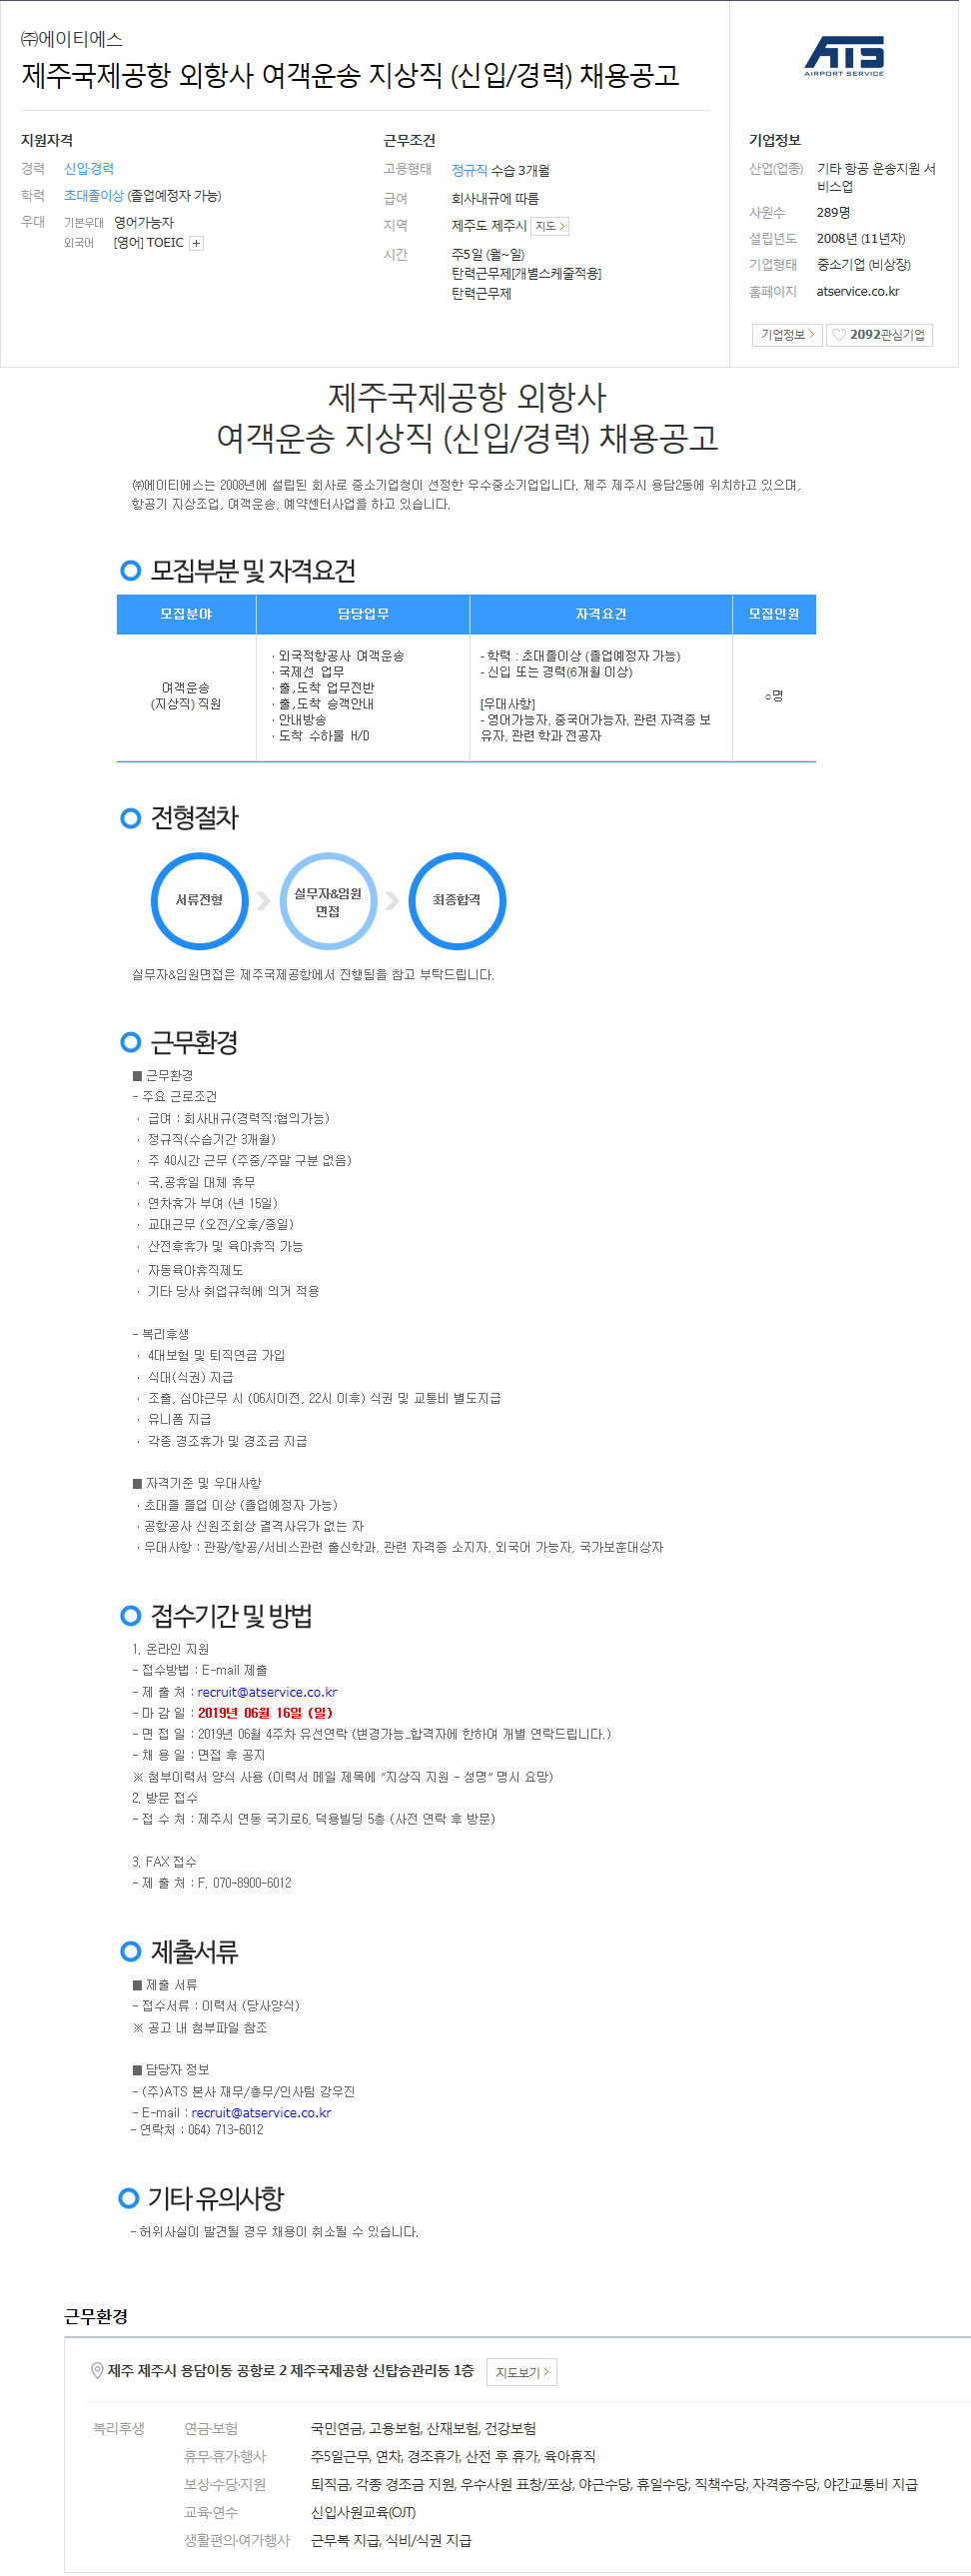 ㈜에이티에스
제주국제공항 외항사 여객운송 지상직 (신입/경력) 채용공고
ATS
AIRPORT SERVICE
지원자격
경력 신입·경력
학력 초대졸이상 (졸업예정자 가능)
우대 기본우대 영어가능자
외국어 [영어] TOEIC +
근무조건
고용형태 정규직 수습 3개월
급여 회사내규에 따름
지역 제주도 제주시 지도 >
시간 주5일 (월~일)
탄력근무제[개별스케줄적용]
탄력근무제
기업정보
산업(업종) 기타 항공 운송지원 서
비스업
사원수 289명
설립년도 2008년 (11년차)
기업형태 중소기업 (비상장)
홈페이지 atservice.co.kr
기업정보 > ♡ 2092관심기업
제주국제공항 외항사
여객운송 지상직 (신입/경력) 채용공고
㈜에이티에스는 2008년에 설립된 회사로 중소기업청이 선정한 우수중소기업입니다. 제주 제주시 용담2동에 위치하고 있으며,
항공기 지상조업, 여객운송, 예약센터사업을 하고 있습니다.
모집부분 및 자격요건
모집분야 담당업무 자격요건 모집인원
여객운송
(지상직) 직원
· 외국적항공사 여객운송
· 국제선 업무
· 출,도착 업무전반
· 출,도착 승객안내
· 안내방송
· 도착 수하물 H/D
- 학력 : 초대졸이상 (졸업예정자 가능)
- 신입 또는 경력(6개월 이상)
[우대사항]
- 영어가능자, 중국어가능자, 관련 자격증 보
유자, 관련 학과 전공자
○명
전형절차
서류전형 > 실무자&임원
면접 > 최종합격
실무자&임원면접은 제주국제공항에서 진행됨을 참고 부탁드립니다.
근무환경
■ 근무환경
- 주요 근로조건
· 급여 : 회사내규(경력직:협의가능)
· 정규직(수습기간 3개월)
· 주 40시간 근무 (주중/주말 구분 없음)
· 국.공휴일 대체 휴무
· 연차휴가 부여 (년 15일)
· 교대근무 (오전/오후/종일)
· 산전후휴가 및 육아휴직 가능
· 자동육아휴직제도
· 기타 당사 취업규칙에 의거 적용
- 복리후생
· 4대보험 및 퇴직연금 가입
· 식대(식권) 지급
· 조출, 심야근무 시 (06시이전, 22시 이후) 식권 및 교통비 별도지급
· 유니폼 지급
· 각종 경조휴가 및 경조금 지급
■ 자격기준 및 우대사항
· 초대졸 졸업 이상 (졸업예정자 가능)
· 공항공사 신원조회상 결격사유가 없는 자
· 우대사항 : 관광/항공/서비스관련 출신학과, 관련 자격증 소지자, 외국어 가능자, 국가보훈대상자
접수기간 및 방법
1. 온라인 지원
- 접수방법 : E-mail 제출
- 제 출 처 : recruit@atservice.co.kr
- 마 감 일 : 2019년 06월 16일 (일)
- 면 접 일 : 2019년 06월 4주차 유선연락 (변경가능_합격자에 한하여 개별 연락드립니다.)
- 채 용 일 : 면접 후 공지
※ 첨부이력서 양식 사용 (이력서 메일 제목에 "지상직 지원 - 성명" 명시 요망)
2. 방문 접수
- 접 수 처 : 제주시 연동 국기로6, 덕용빌딩 5층 (사전 연락 후 방문)
3. FAX 접수
- 제 출 처 : F. 070-8900-6012
제출서류
■ 제출 서류
- 접수서류 : 이력서 (당사양식)
※ 공고 내 첨부파일 참조
■ 담당자 정보
- (주)ATS 본사 재무/총무/인사팀 강우진
- E-mail : recruit@atservice.co.kr
- 연락처 : 064) 713-6012
기타 유의사항
- 허위사실이 발견될 경우 채용이 취소될 수 있습니다.
근무환경
제주 제주시 용담이동 공항로 2 제주국제공항 신탑승관리동 1층 지도보기 >
복리후생 연금·보험 국민연금, 고용보험, 산재보험, 건강보험
휴무·휴가·행사 주5일근무, 연차, 경조휴가, 산전 후 휴가, 육아휴직
보상·수당·지원 퇴직금, 각종 경조금 지원, 우수사원 표창/포상, 야근수당, 휴일수당, 직책수당, 자격증수당, 야간교통비 지급
교육·연수 신입사원교육(OJT)
생활편의·여가행사 근무복 지급, 식비/식권 지급